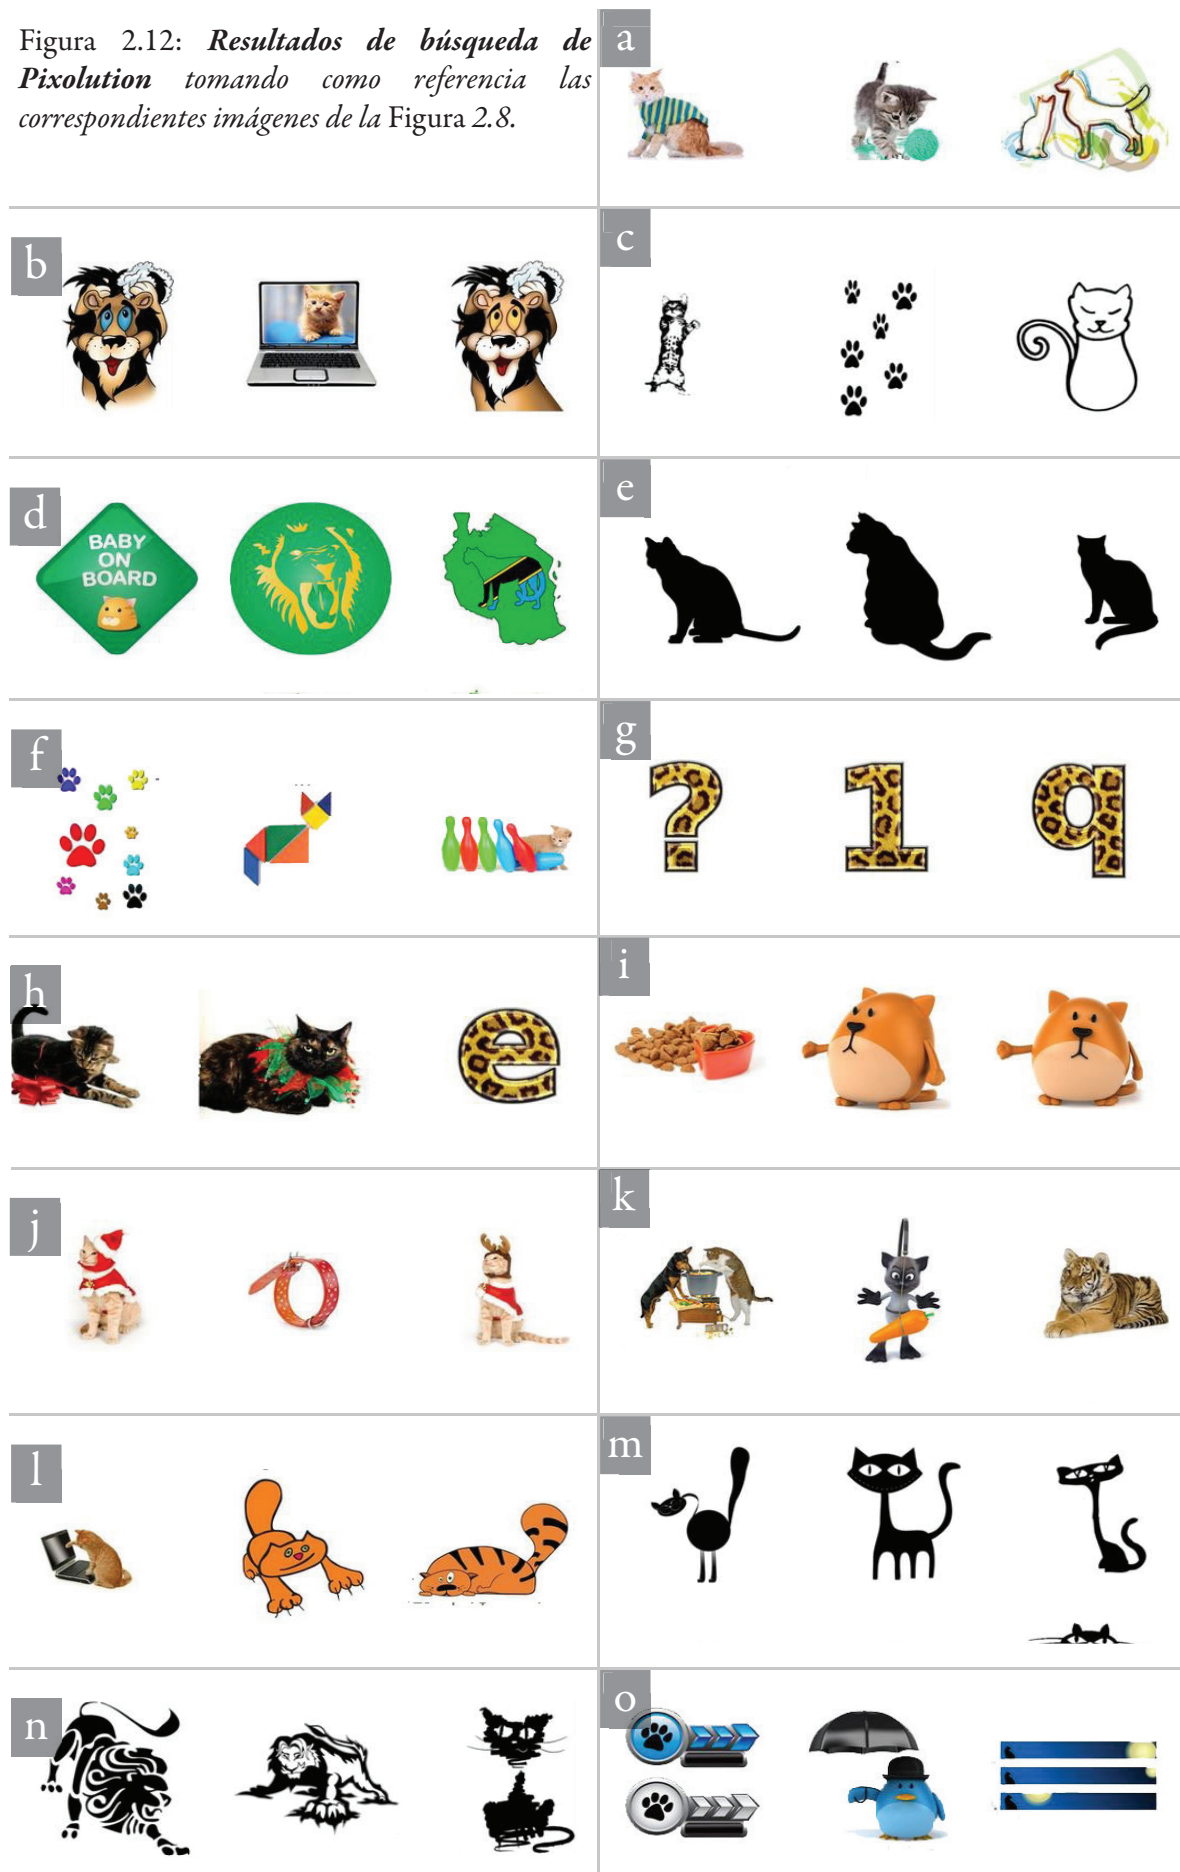 Figura 2.12: Resultados de búsqueda de
Pixolution tomando como referencia las
correspondientes imágenes de la Figura 2.8.
a
b
c
BABY
ON
BOARD
d
e
f
g
? 1 q
h
e
i
j
k
l
m
n
o